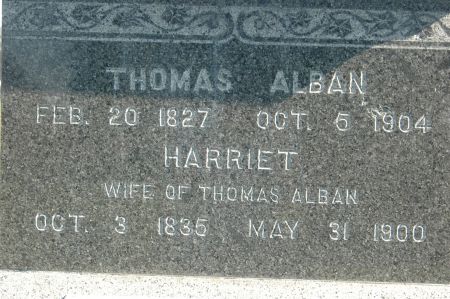 THOMAS ALBAN
FEB. 20 1827 OCT. 5 1904
HARRIET
WIFE OF THOMAS ALBAN
OCT. 3 1835 MAY 31 1900